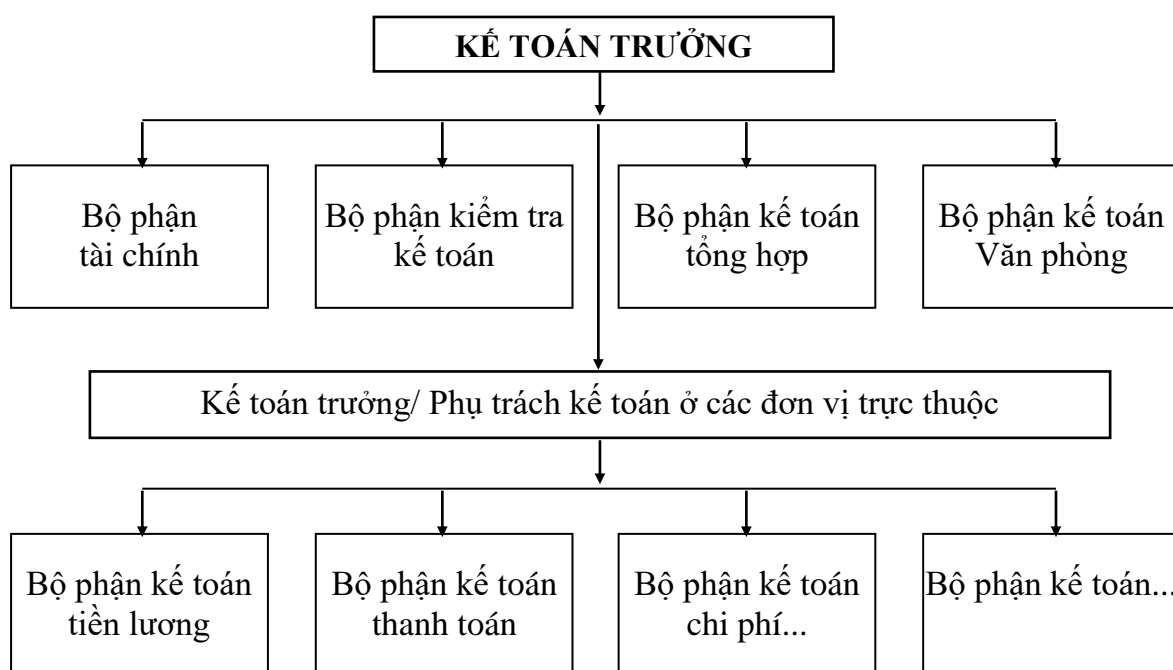 KẾ TOÁN TRƯỞNG
Bộ phận
tài chính
Bộ phận kiểm tra
kế toán
Bộ phận kế toán
tổng hợp
Bộ phận kế toán
Văn phòng
Kế toán trưởng/ Phụ trách kế toán ở các đơn vị trực thuộc
Bộ phận kế toán
tiền lương
Bộ phận kế toán
thanh toán
Bộ phận kế toán
chi phí...
Bộ phận kế toán...